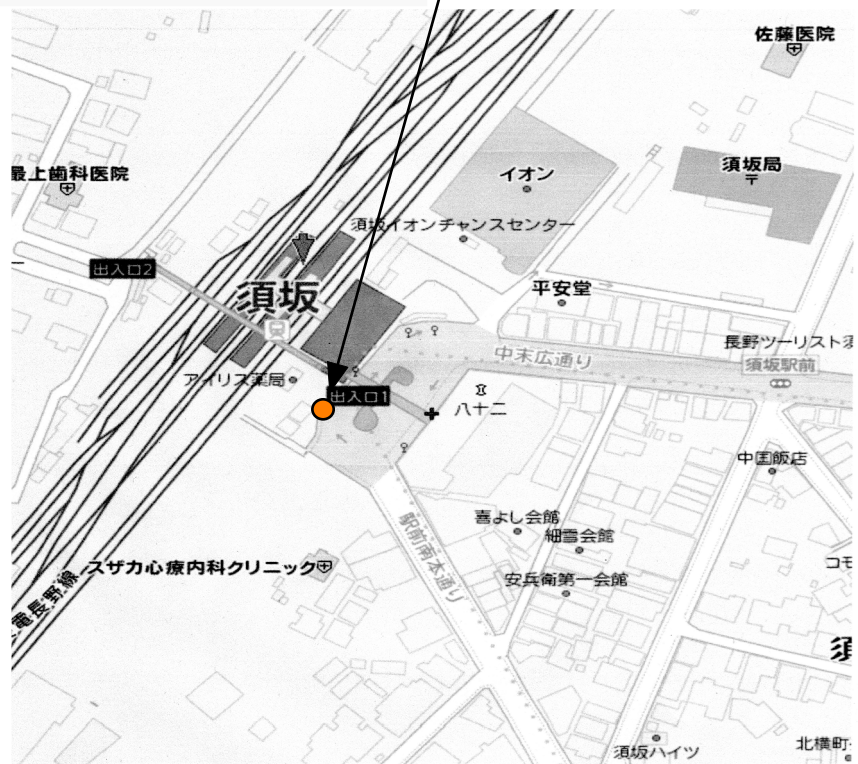 佐藤医院
須坂局
〒
最上歯科医院
イオン
須坂イオンチャンスセンター
出入口2
須坂
平安堂
長野ツーリスト須
中末広通り
須坂駅前
アイリス薬局
出入口1
八十二
中国飯店
喜よし会館
細雪会館
駅前南本通り
スザカ心療内科クリニック
安兵衛第一会館
コモ
電長野線
須
須坂ハイツ
北横町